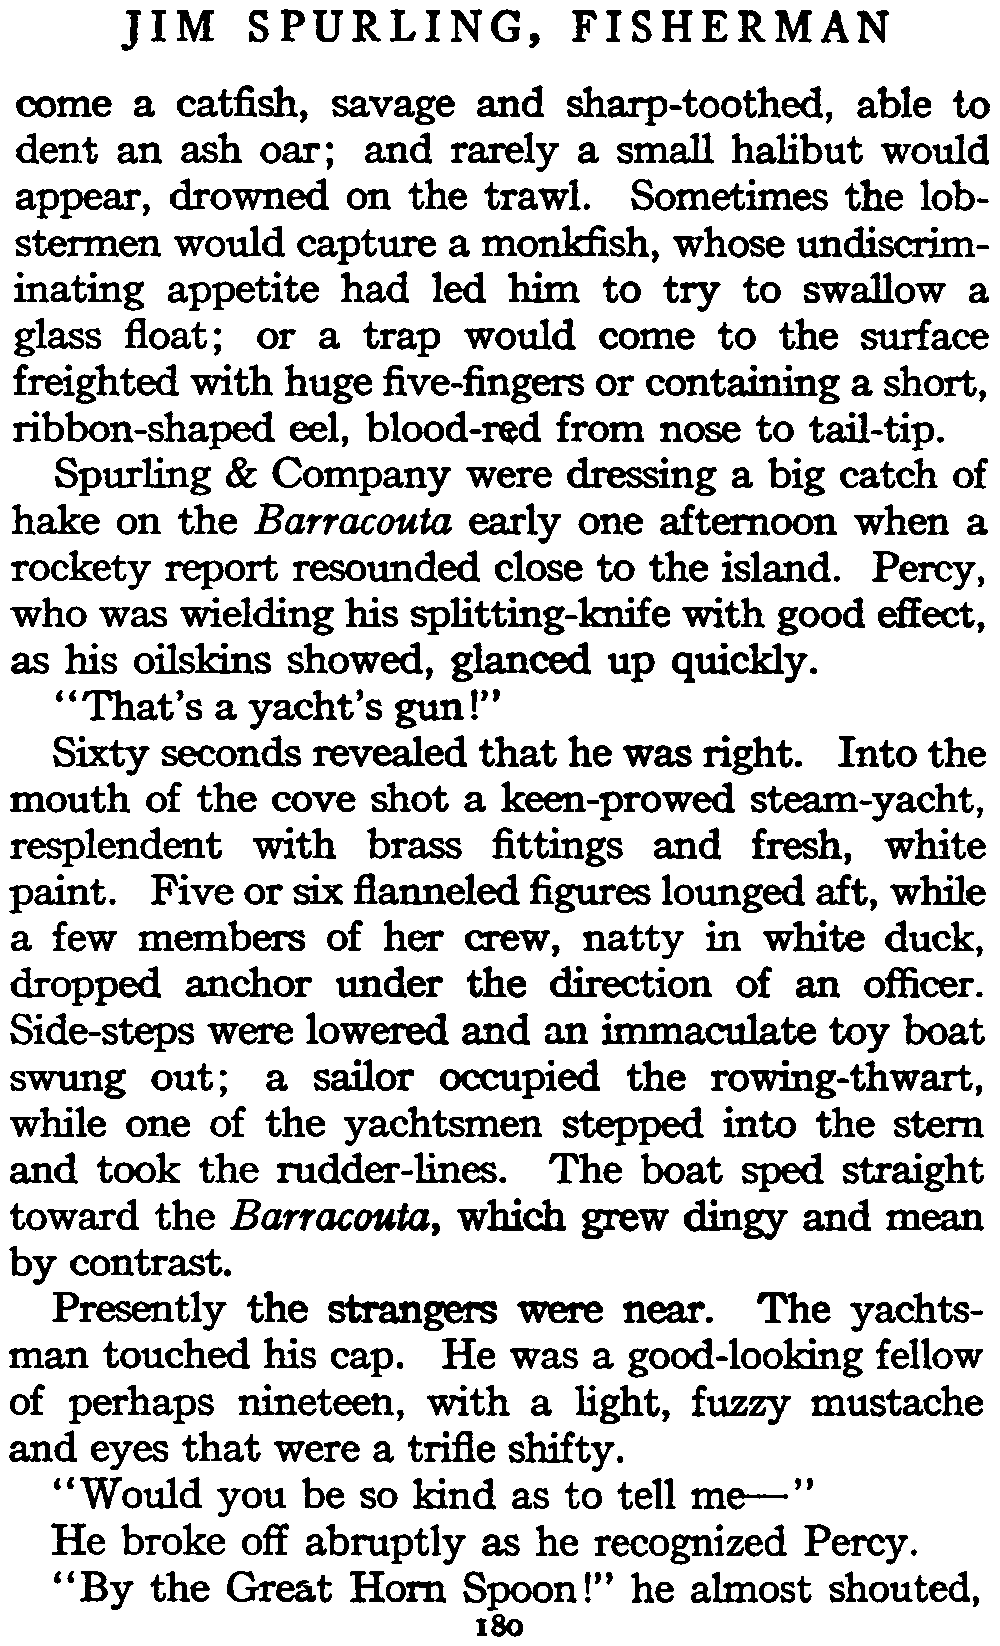 JIM SPURLING, FISHERMAN
come a catfish, savage and sharp-toothed, able to
dent an ash oar; and rarely a small halibut would
appear, drowned on the trawl. Sometimes the lob-
stermen would capture a monkfish, whose undiscrim-
inating appetite had led him to try to swallow a
glass float; or a trap would come to the surface
freighted with huge five-fingers or containing a short,
ribbon-shaped eel, blood-red from nose to tail-tip.
Spurling & Company were dressing a big catch of
hake on the Barracouta early one afternoon when a
rockety report resounded close to the island. Percy,
who was wielding his splitting-knife with good effect,
as his oilskins showed, glanced up quickly.
"That's a yacht's gun!"
Sixty seconds revealed that he was right. Into the
mouth of the cove shot a keen-prowed steam-yacht,
resplendent with brass fittings and fresh, white
paint. Five or six flanneled figures lounged aft, while
a few members of her crew, natty in white duck,
dropped anchor under the direction of an officer.
Side-steps were lowered and an immaculate toy boat
swung out; a sailor occupied the rowing-thwart,
while one of the yachtsmen stepped into the stern
and took the rudder-lines. The boat sped straight
toward the Barracouta, which grew dingy and mean
by contrast.
Presently the strangers were near. The yachts-
man touched his cap. He was a good-looking fellow
of perhaps nineteen, with a light, fuzzy mustache
and eyes that were a trifle shifty.
"Would you be so kind as to tell me—"
He broke off abruptly as he recognized Percy.
"By the Great Horn Spoon!" he almost shouted,
180